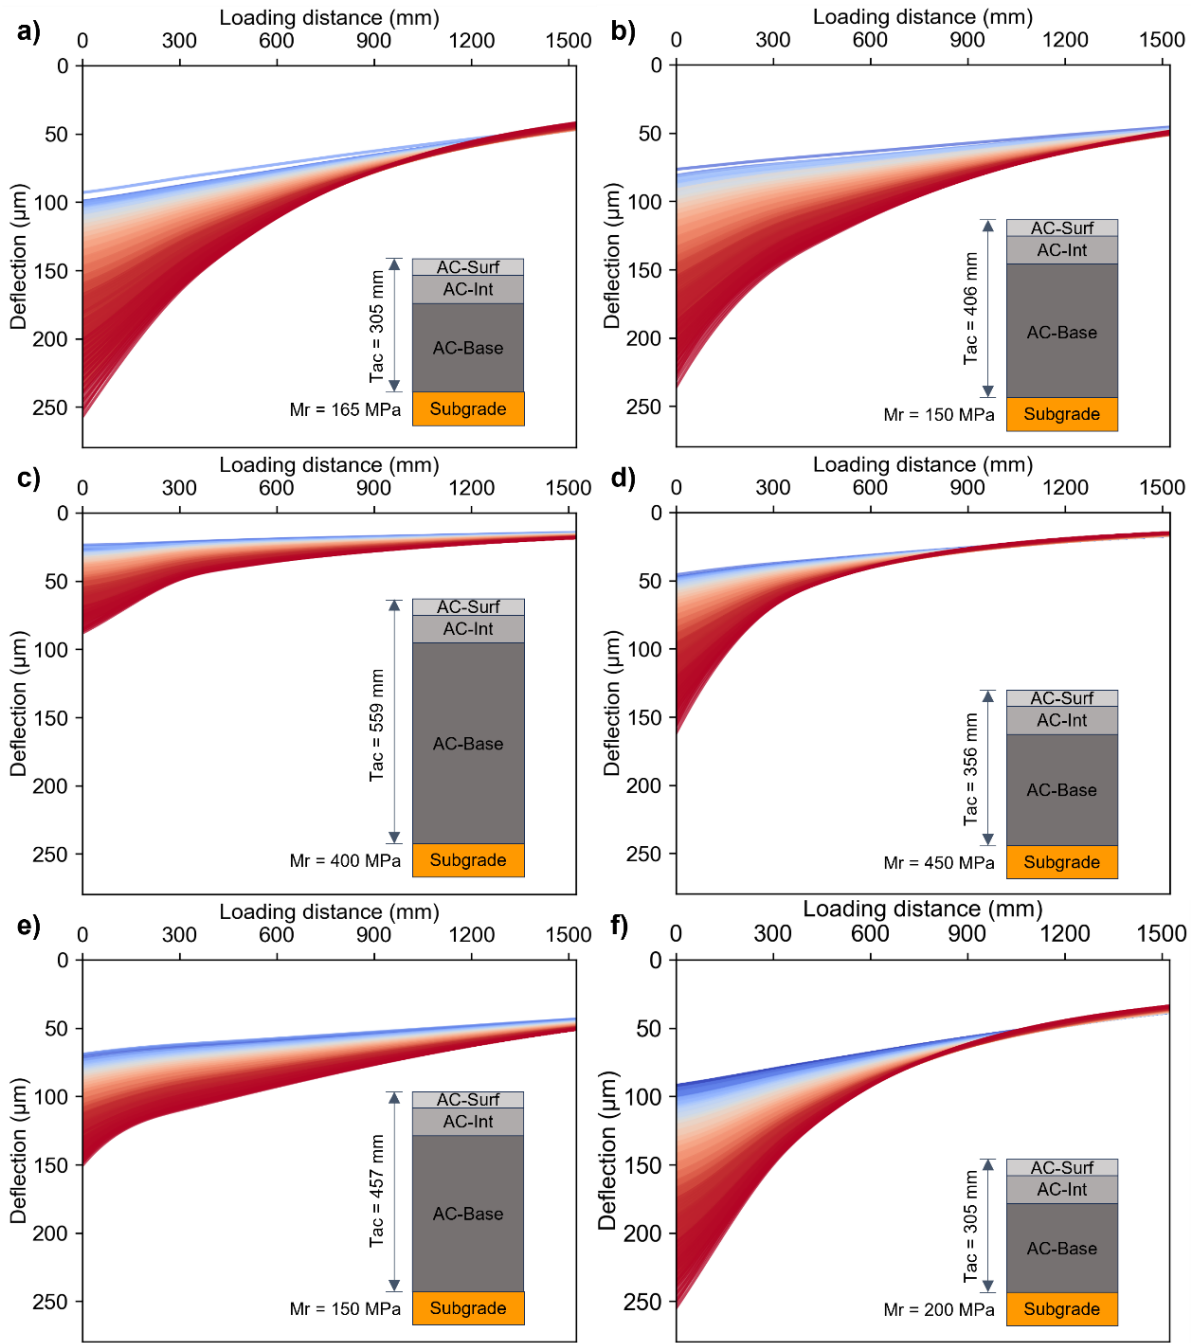 a)
Loading distance (mm)
0 300 600 900 1200 1500
Deflection (μm)
0
50
100
150
200
250
Tac = 305 mm
AC-Surf
AC-Int
AC-Base
Mr = 165 MPa
Subgrade
b)
Loading distance (mm)
0 300 600 900 1200 1500
Deflection (μm)
0
50
100
150
200
250
Tac = 406 mm
AC-Surf
AC-Int
AC-Base
Mr = 150 MPa
Subgrade
c)
Loading distance (mm)
0 300 600 900 1200 1500
Deflection (μm)
0
50
100
150
200
250
Tac = 559 mm
AC-Surf
AC-Int
AC-Base
Mr = 400 MPa
Subgrade
d)
Loading distance (mm)
0 300 600 900 1200 1500
Deflection (μm)
0
50
100
150
200
250
Tac = 356 mm
AC-Surf
AC-Int
AC-Base
Mr = 450 MPa
Subgrade
e)
Loading distance (mm)
0 300 600 900 1200 1500
Deflection (μm)
0
50
100
150
200
250
Tac = 457 mm
AC-Surf
AC-Int
AC-Base
Mr = 150 MPa
Subgrade
f)
Loading distance (mm)
0 300 600 900 1200 1500
Deflection (μm)
0
50
100
150
200
250
Tac = 305 mm
AC-Surf
AC-Int
AC-Base
Mr = 200 MPa
Subgrade